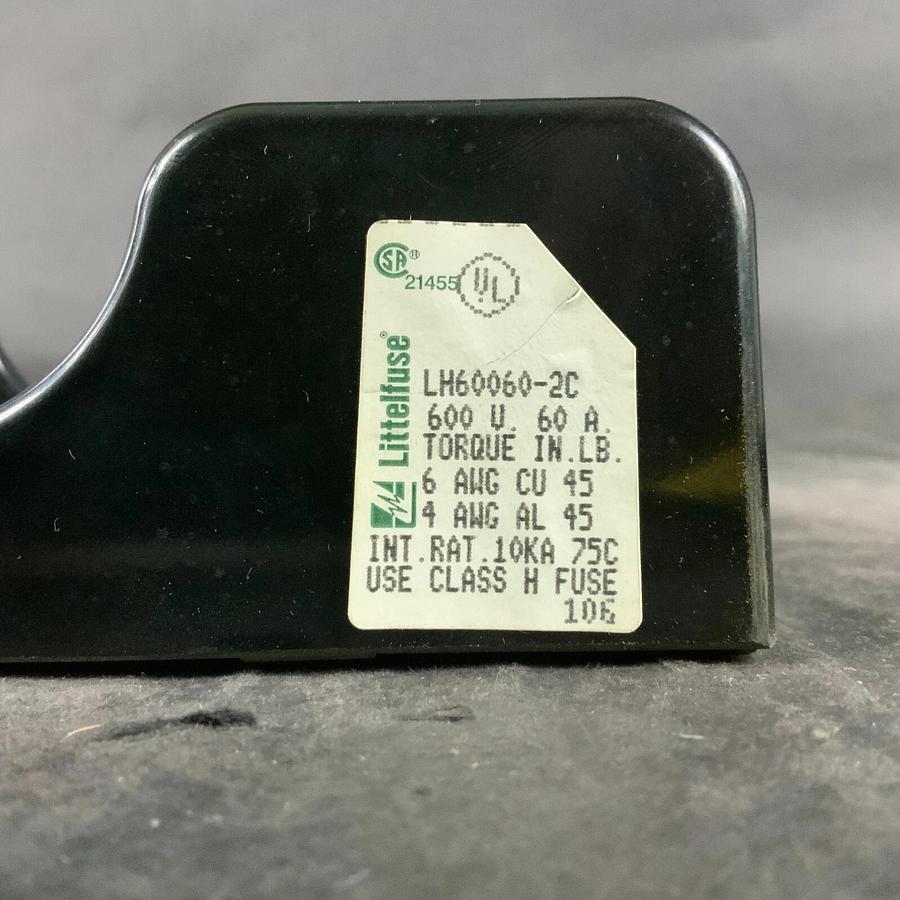 SA®
21455
UL
Littelfuse®
LH60060-2C
600 V. 60 A.
TORQUE IN.LB.
6 AWG CU 45
4 AWG AL 45
INT.RAT.10KA 75C
USE CLASS H FUSE
106